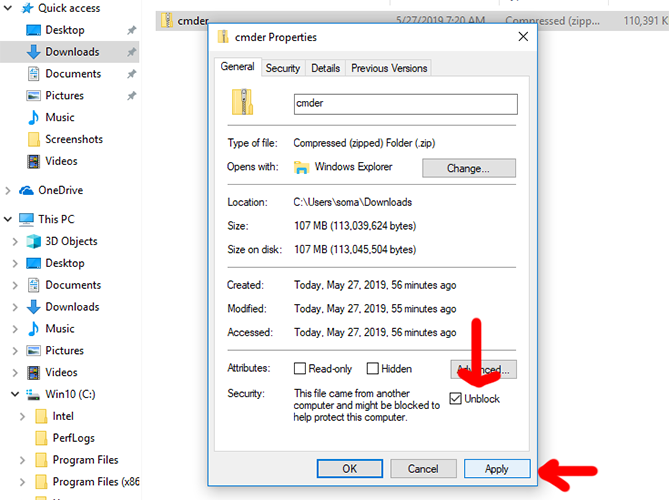 Quick access
Desktop
Downloads
Documents
Pictures
Music
Screenshots
Videos
OneDrive
This PC
3D Objects
Desktop
Documents
Downloads
Music
Pictures
Videos
Win10 (C:)
Intel
PerfLogs
Program Files
Program Files (x86
cmder 5/27/2019 7:20 AM Compressed (zipp... 110,391 K
cmder Properties
General Security Details Previous Versions
cmder
Type of file: Compressed (zipped) Folder (.zip)
Opens with: Windows Explorer Change...
Location: C:\Users\soma\Downloads
Size: 107 MB (113,039,624 bytes)
Size on disk: 107 MB (113,045,504 bytes)
Created: Today, May 27, 2019, 56 minutes ago
Modified: Today, May 27, 2019, 55 minutes ago
Accessed: Today, May 27, 2019, 56 minutes ago
Attributes: Read-only Hidden Advanced...
Security: This file came from another
computer and might be blocked to
help protect this computer.
Unblock
OK Cancel Apply